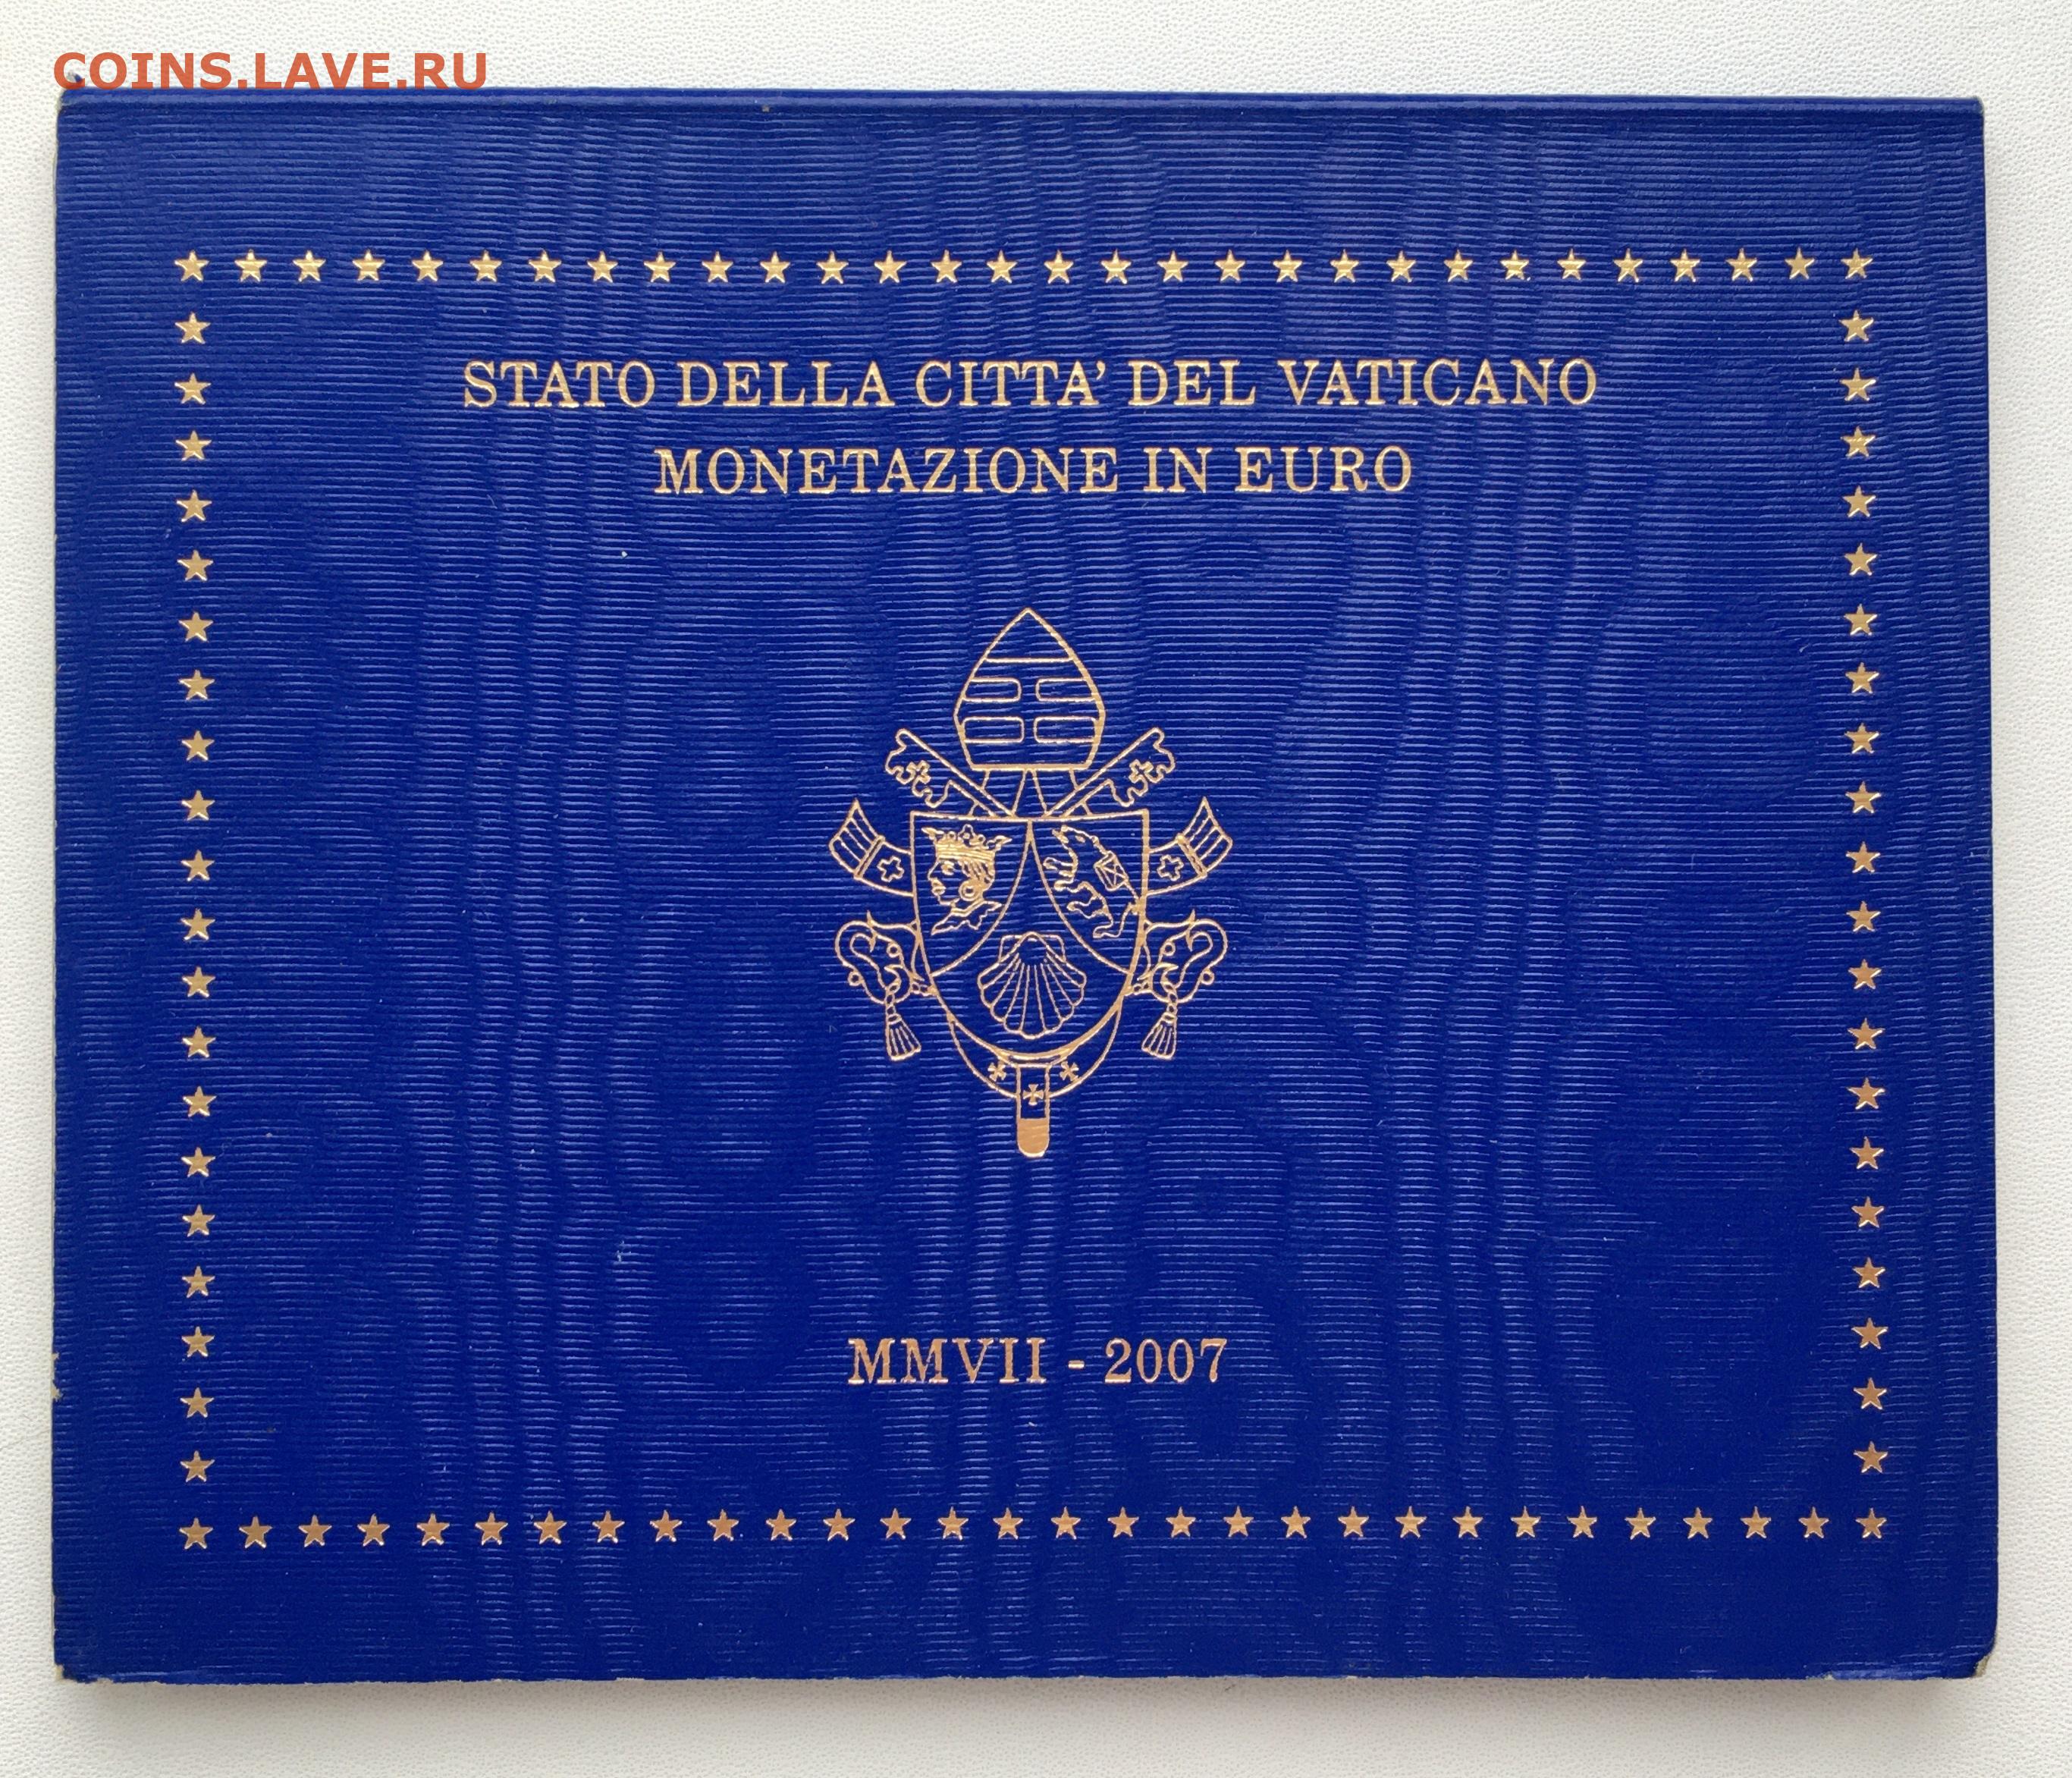 COINS.LAVE.RU
STATO DELLA CITTA' DEL VATICANO
MONETAZIONE IN EURO
MMVII - 2007